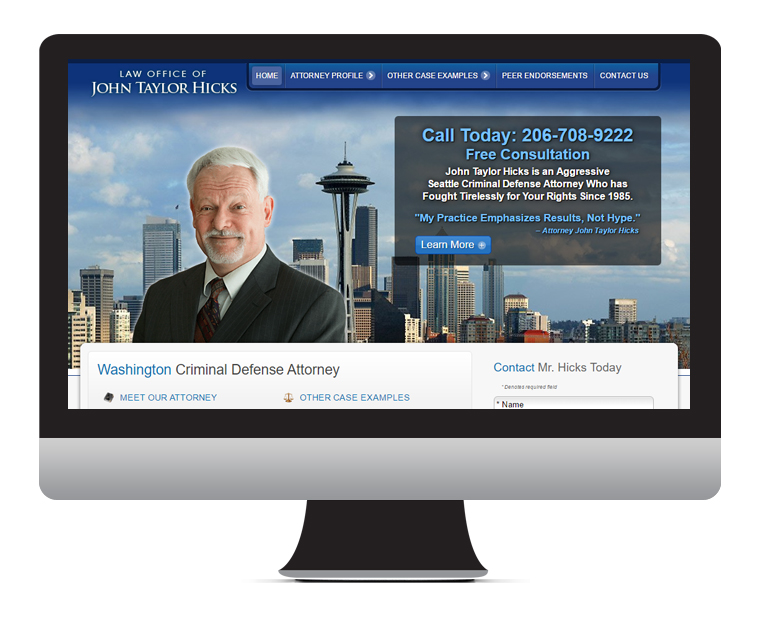 LAW OFFICE OF
JOHN TAYLOR HICKS
HOME ATTORNEY PROFILE OTHER CASE EXAMPLES PEER ENDORSEMENTS CONTACT US
Call Today: 206-708-9222
Free Consultation
John Taylor Hicks is an Aggressive
Seattle Criminal Defense Attorney Who has
Fought Tirelessly for Your Rights Since 1985.
"My Practice Emphasizes Results, Not Hype."
– Attorney John Taylor Hicks
Learn More
Washington Criminal Defense Attorney
MEET OUR ATTORNEY
OTHER CASE EXAMPLES
Contact Mr. Hicks Today
* Denotes required field
* Name